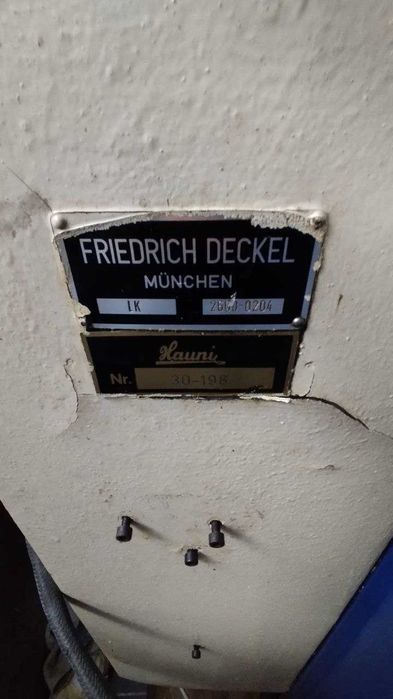 FRIEDRICH DECKEL
MÜNCHEN
LK
Hauni
Nr. 30-198